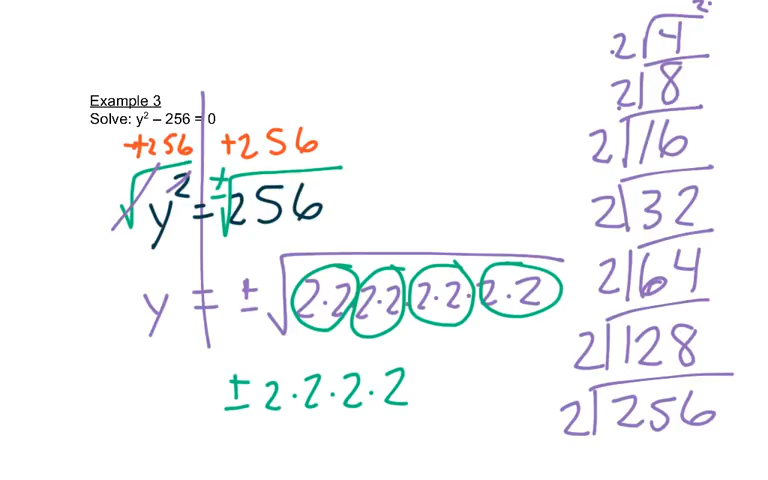 Example 3
Solve: y² – 256 = 0
+256 +256
√y² = ±√256
y = ±√2·2·2·2·2·2·2·2
±2·2·2·2
2·
·2√4
2√8
2√16
2√32
2√64
2√128
2√256